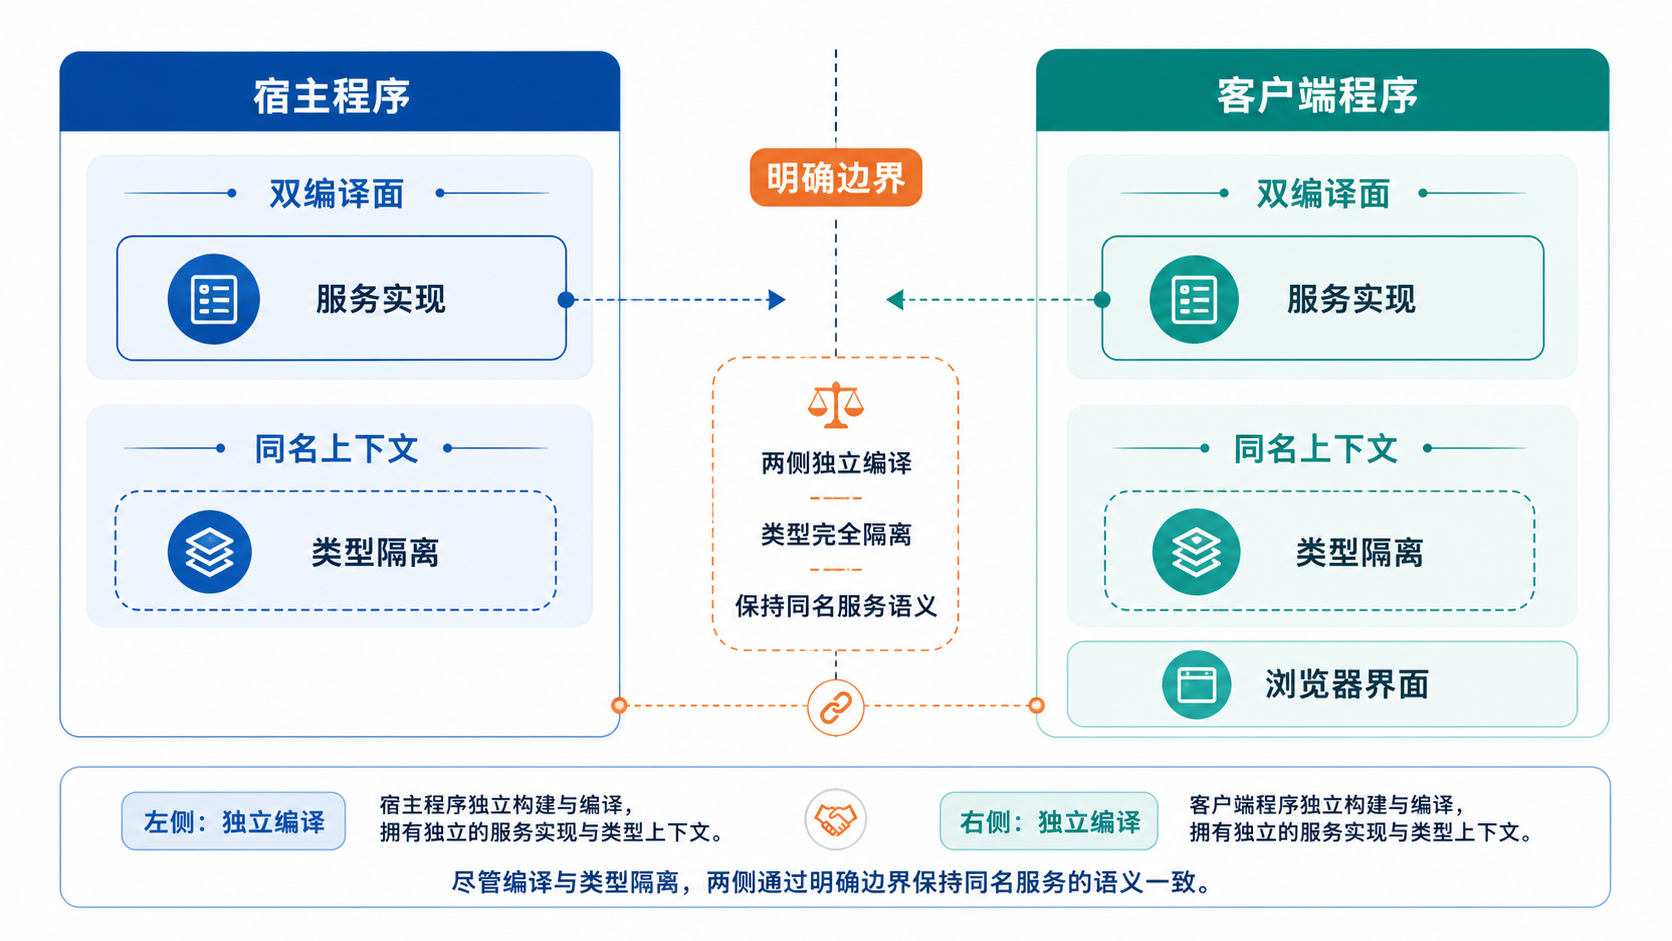 宿主程序
双编译面
服务实现
同名上下文
类型隔离
明确边界
两侧独立编译
类型完全隔离
保持同名服务语义
客户端程序
双编译面
服务实现
同名上下文
类型隔离
浏览器界面
左侧：独立编译
宿主程序独立构建与编译，
拥有独立的服务实现与类型上下文。
右侧：独立编译
客户端程序独立构建与编译，
拥有独立的服务实现与类型上下文。
尽管编译与类型隔离，两侧通过明确边界保持同名服务的语义一致。